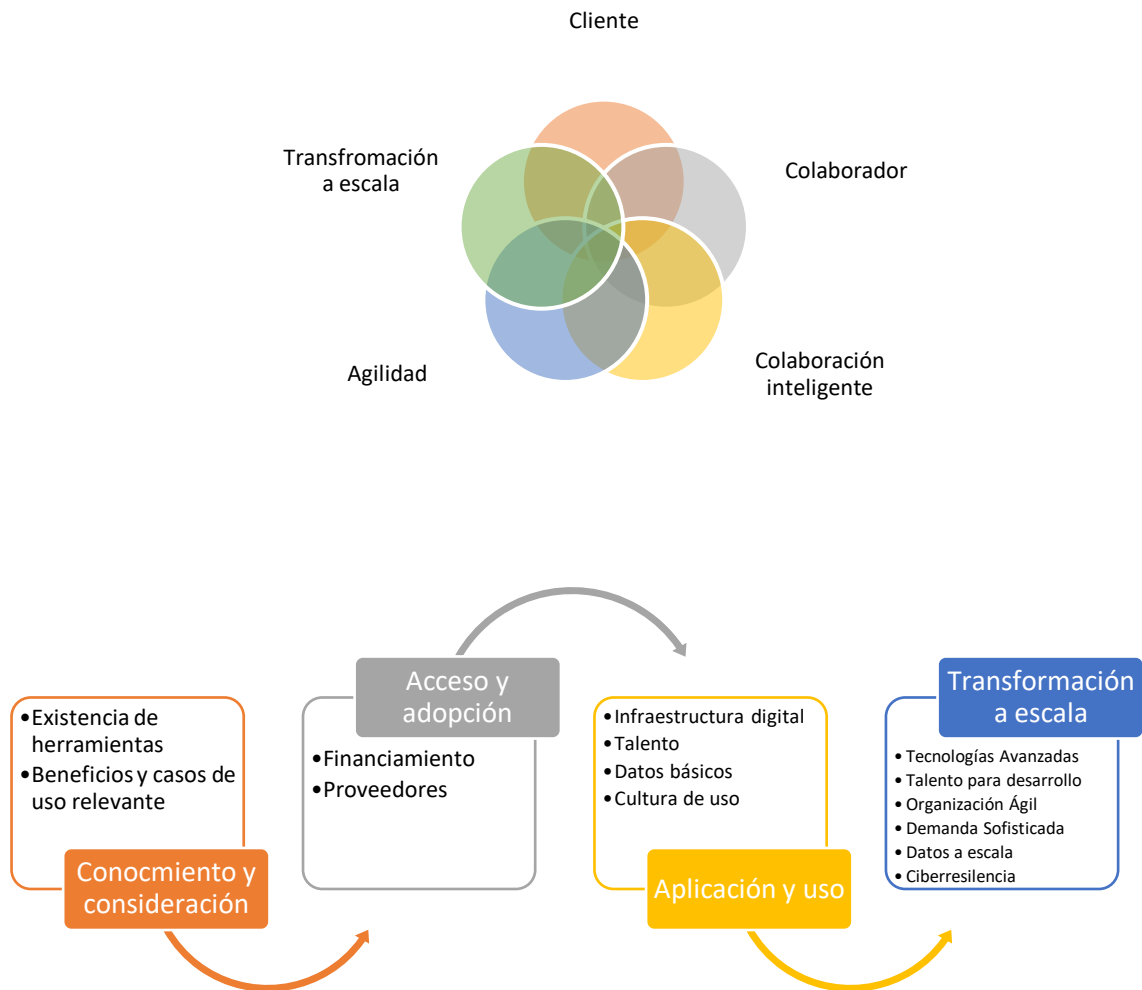 Cliente
Transfromación
a escala
Colaborador
Agilidad
Colaboración
inteligente
•Existencia de
herramientas
•Beneficios y casos de
uso relevante
Conocmiento y
consideración
Acceso y
adopción
•Financiamiento
•Proveedores
•Infraestructura digital
•Talento
•Datos básicos
•Cultura de uso
Aplicación y uso
Transformación
a escala
•Tecnologías Avanzadas
•Talento para desarrollo
•Organización Ágil
•Demanda Sofisticada
•Datos a escala
•Ciberresilencia